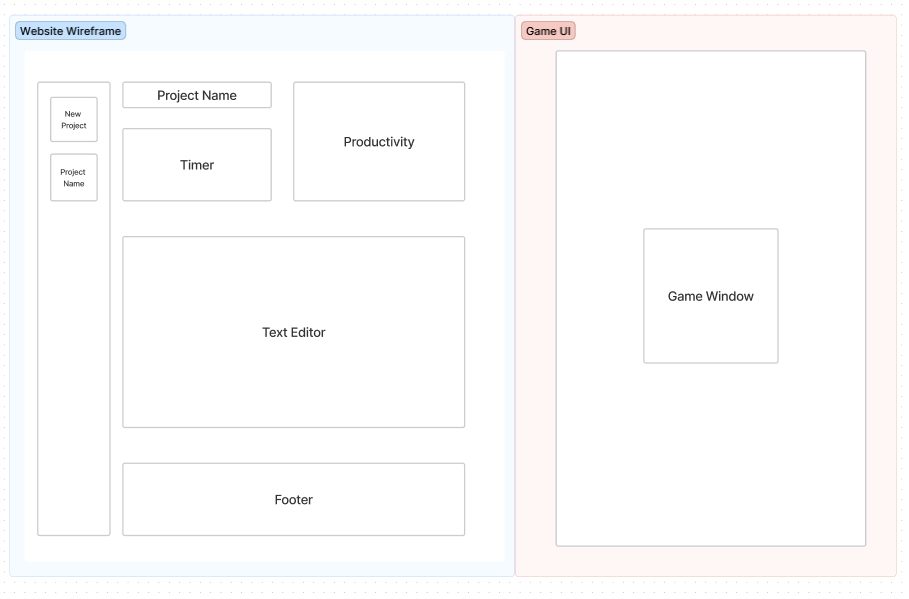 Website Wireframe
Game UI
New
Project
Project
Name
Project Name
Timer
Productivity
Text Editor
Footer
Game Window